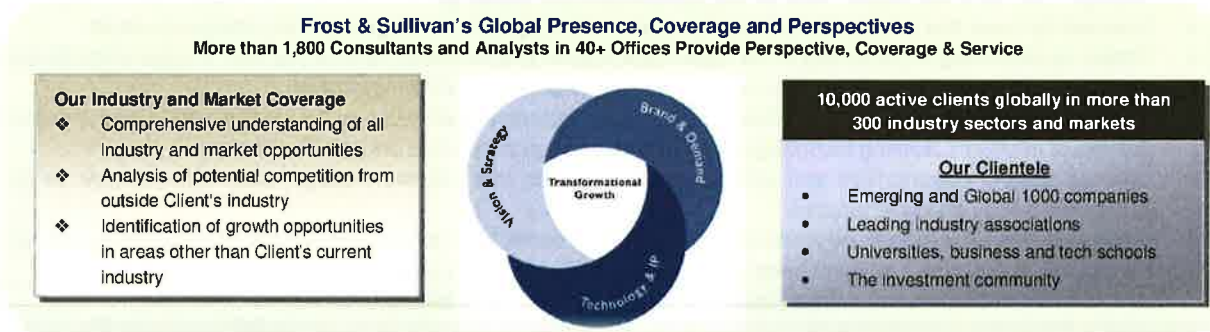 Frost & Sullivan's Global Presence, Coverage and Perspectives
More than 1,800 Consultants and Analysts in 40+ Offices Provide Perspective, Coverage & Service
Our Industry and Market Coverage
❖ Comprehensive understanding of all
Industry and market opportunities
❖ Analysis of potential competition from
outside Client's industry
❖ Identification of growth opportunities
in areas other than Client's current
industry
Vision & Strategy
Brand & Demand
Transformational
Growth
Technology & IP
10,000 active clients globally in more than
300 industry sectors and markets
Our Clientele
• Emerging and Global 1000 companies
• Leading industry associations
• Universities, business and tech schools
• The investment community